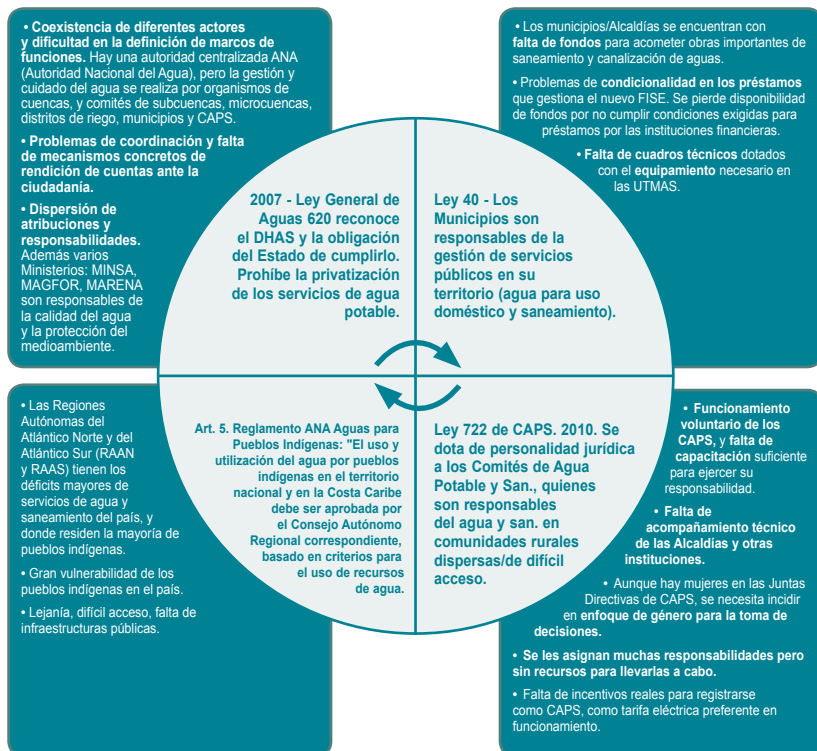 • Coexistencia de diferentes actores
y dificultad en la definición de marcos de
funciones. Hay una autoridad centralizada ANA
(Autoridad Nacional del Agua), pero la gestión y
cuidado del agua se realiza por organismos de
cuencas, y comités de subcuencas, microcuencas,
distritos de riego, municipios y CAPS.
• Problemas de coordinación y falta
de mecanismos concretos de
rendición de cuentas ante la
ciudadanía.
• Dispersión de
atribuciones y
responsabilidades.
Además varios
Ministerios: MINSA,
MAGFOR, MARENA
son responsables de
la calidad del agua
y la protección del
medioambiente.
2007 - Ley General de
Aguas 620 reconoce
el DHAS y la obligación
del Estado de cumplirlo.
Prohíbe la privatización
de los servicios de agua
potable.
Ley 40 - Los
Municipios son
responsables de la
gestión de servicios
públicos en su
territorio (agua para uso
doméstico y saneamiento).
• Los municipios/Alcaldías se encuentran con
falta de fondos para acometer obras importantes de
saneamiento y canalización de aguas.
• Problemas de condicionalidad en los préstamos
que gestiona el nuevo FISE. Se pierde disponibilidad
de fondos por no cumplir condiciones exigidas para
préstamos por las instituciones financieras.
• Falta de cuadros técnicos dotados
con el equipamiento necesario en
las UTMAS.
• Las Regiones
Autónomas del
Atlántico Norte y del
Atlántico Sur (RAAN
y RAAS) tienen los
déficits mayores de
servicios de agua y
saneamiento del país, y
donde residen la mayoría de
pueblos indígenas.
• Gran vulnerabilidad de los
pueblos indígenas en el país.
• Lejanía, difícil acceso, falta de
infraestructuras públicas.
Art. 5. Reglamento ANA Aguas para
Pueblos Indígenas: "El uso y
utilización del agua por pueblos
indígenas en el territorio
nacional y en la Costa Caribe
debe ser aprobada por
el Consejo Autónomo
Regional correspondiente,
basado en criterios para
el uso de recursos
de agua.
Ley 722 de CAPS. 2010. Se
dota de personalidad jurídica
a los Comités de Agua
Potable y San., quienes
son responsables
del agua y san. en
comunidades rurales
dispersas/de difícil
acceso.
• Funcionamiento
voluntario de los
CAPS, y falta de
capacitación suficiente
para ejercer su
responsabilidad.
• Falta de
acompañamiento técnico
de las Alcaldías y otras
instituciones.
• Aunque hay mujeres en las Juntas
Directivas de CAPS, se necesita incidir
en enfoque de género para la toma de
decisiones.
• Se les asignan muchas responsabilidades pero
sin recursos para llevarlas a cabo.
• Falta de incentivos reales para registrarse
como CAPS, como tarifa eléctrica preferente en
funcionamiento.